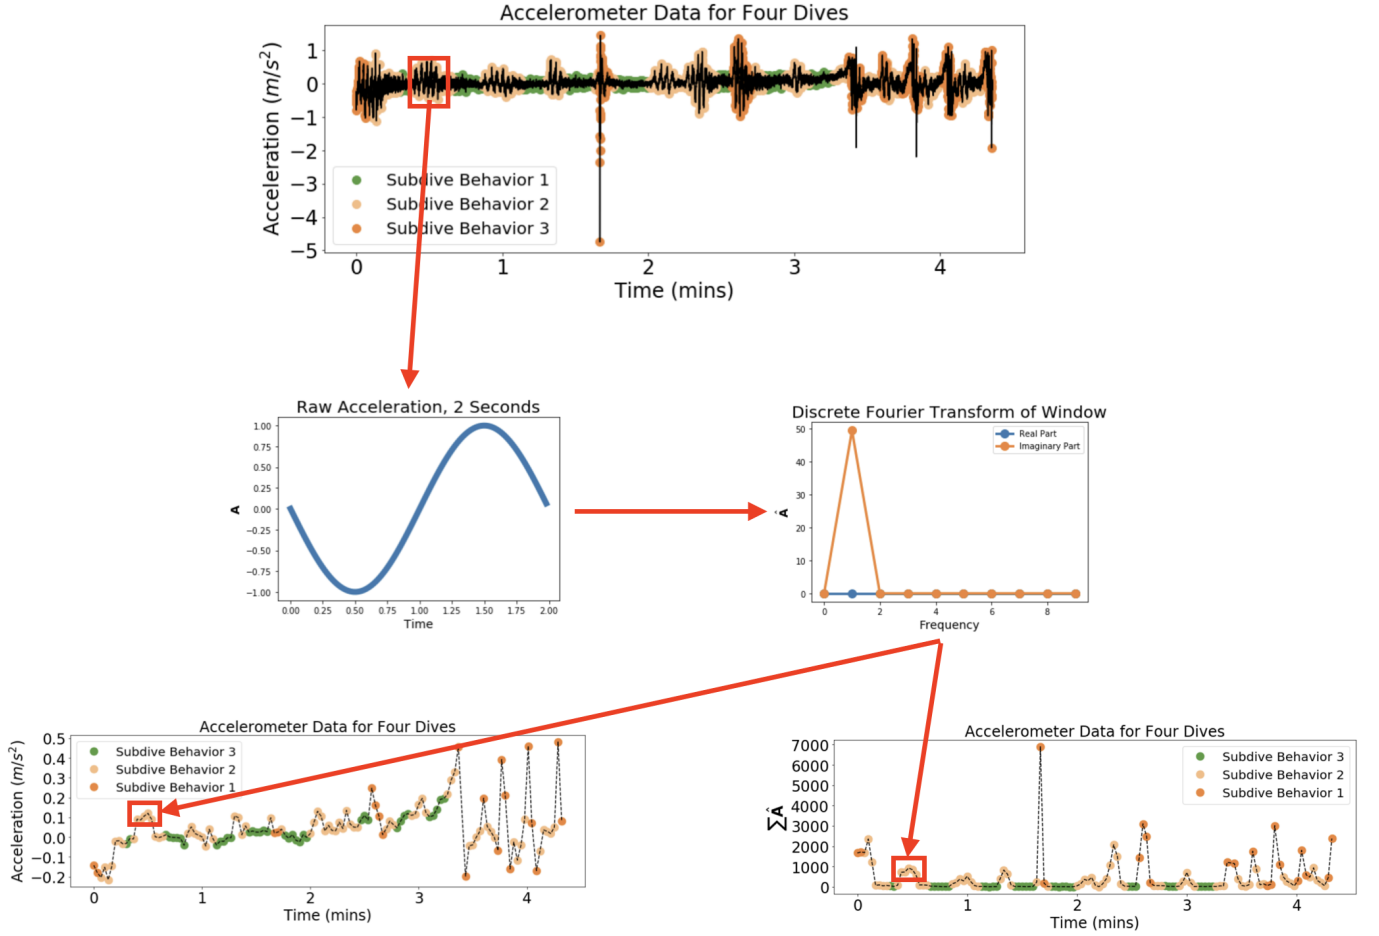 Accelerometer Data for Four Dives
Acceleration (m/s²)
1
0
−1
−2
−3
−4
−5
Subdive Behavior 1
Subdive Behavior 2
Subdive Behavior 3
0 1 2 3 4
Time (mins)
Raw Acceleration, 2 Seconds
A
1.00
0.75
0.50
0.25
0.00
−0.25
−0.50
−0.75
−1.00
0.00 0.25 0.50 0.75 1.00 1.25 1.50 1.75 2.00
Time
Discrete Fourier Transform of Window
Â
50
40
30
20
10
0
Real Part
Imaginary Part
0 2 4 6 8
Frequency
Accelerometer Data for Four Dives
Acceleration (m/s²)
0.5
0.4
0.3
0.2
0.1
0.0
−0.1
−0.2
Subdive Behavior 3
Subdive Behavior 2
Subdive Behavior 1
0 1 2 3 4
Time (mins)
Accelerometer Data for Four Dives
∑Â
7000
6000
5000
4000
3000
2000
1000
0
Subdive Behavior 3
Subdive Behavior 2
Subdive Behavior 1
0 1 2 3 4
Time (mins)